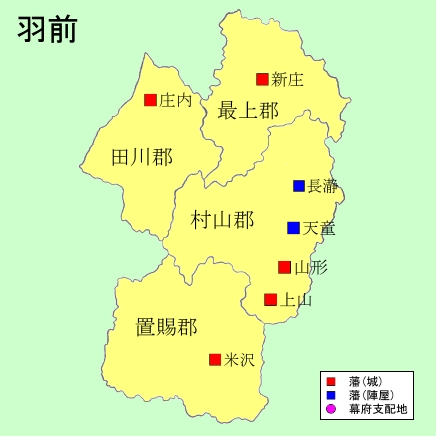 羽前
新庄
庄内
最上郡
田川郡
長瀞
村山郡
天童
山形
上山
置賜郡
米沢
藩(城)
藩(陣屋)
幕府支配地